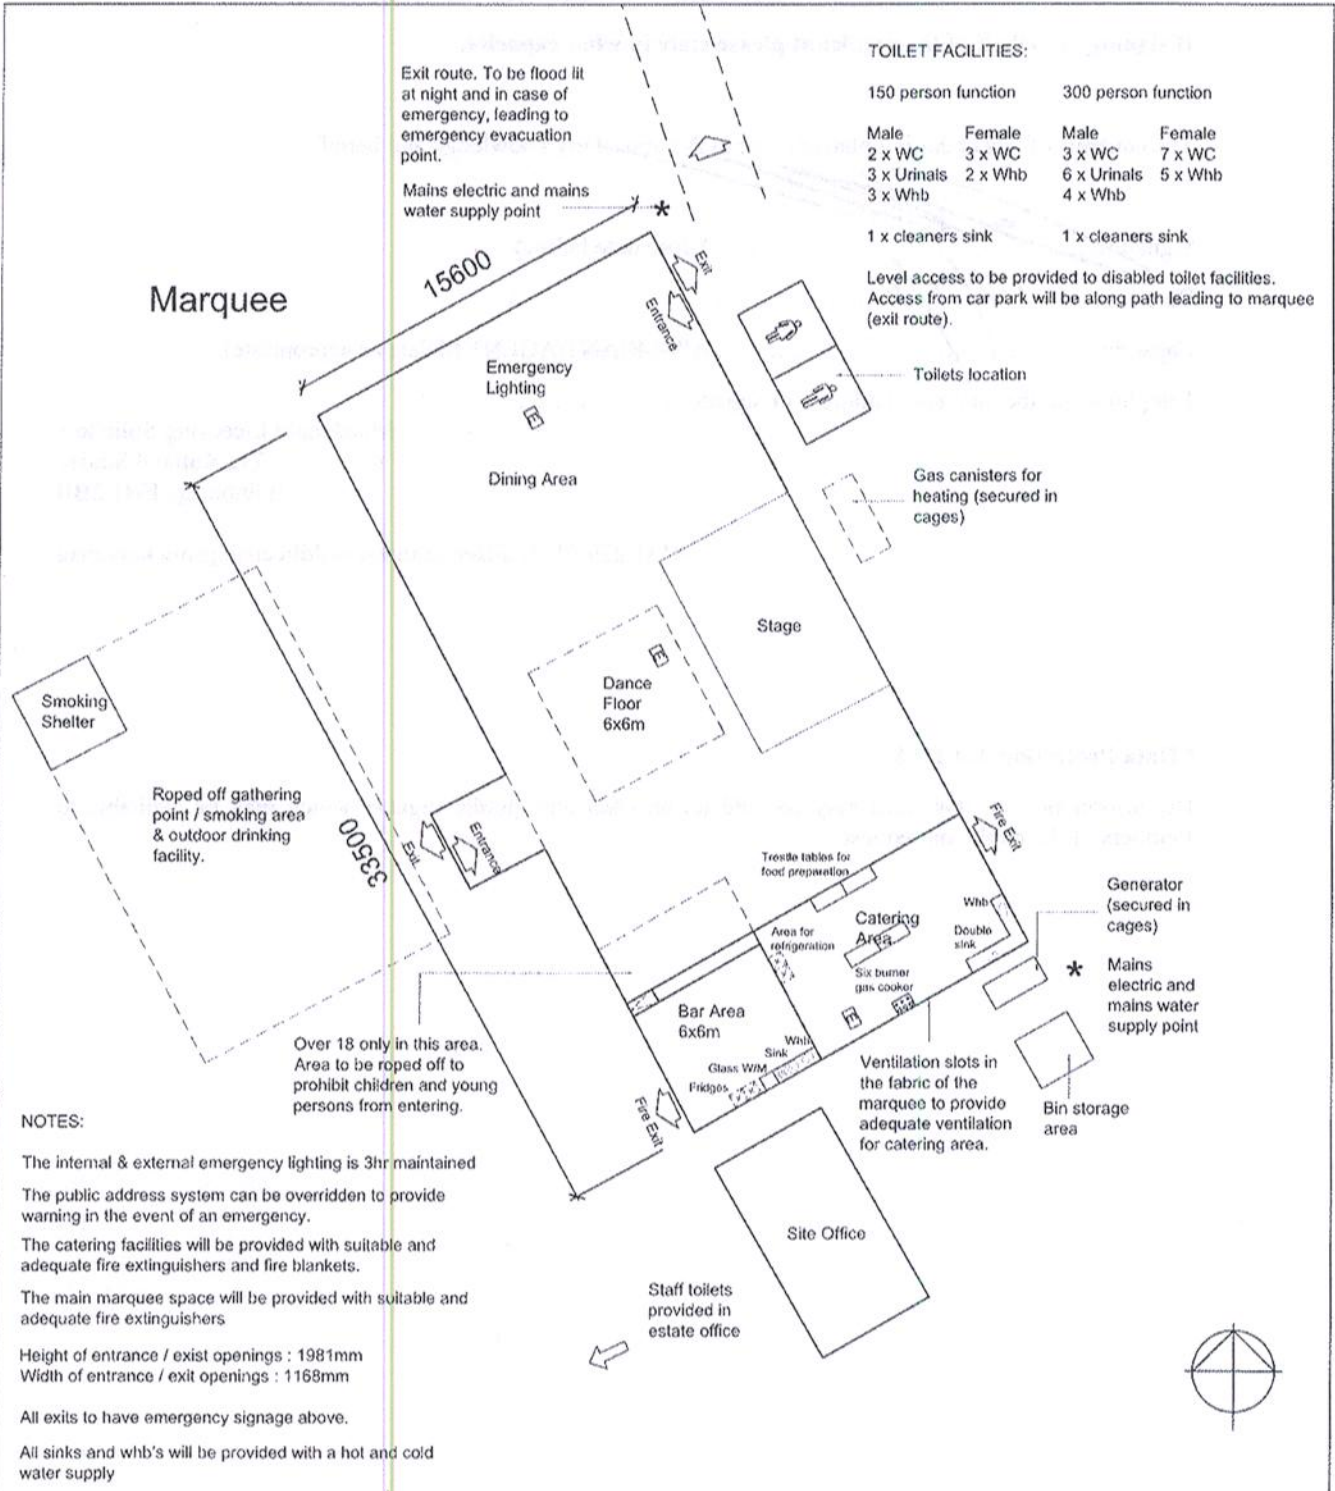 Exit route. To be flood lit
at night and in case of
emergency, leading to
emergency evacuation
point.
Mains electric and mains
water supply point
*
TOILET FACILITIES:
150 person function 300 person function
Male Female Male Female
2 x WC 3 x WC 3 x WC 7 x WC
3 x Urinals 2 x Whb 6 x Urinals 5 x Whb
3 x Whb 4 x Whb
1 x cleaners sink 1 x cleaners sink
Level access to be provided to disabled toilet facilities.
Access from car park will be along path leading to marquee
(exit route).
Marquee
15600
Exit
Entrance
Emergency
Lighting
E
Dining Area
Toilets location
Gas canisters for
heating (secured in
cages)
Stage
Dance
Floor
6x6m
E
Smoking
Shelter
Roped off gathering
point / smoking area
& outdoor drinking
facility.
33500
Exit
Entrance
Fire Exit
Trestle tables for
food preparation
Catering
Area
Whb
Double
sink
Area for
refrigeration
Six burner
gas cooker
E
Generator
(secured in
cages)
*
Mains
electric and
mains water
supply point
Bar Area
6x6m
Whb
Sink
Glass W/M
Fridges
Over 18 only in this area.
Area to be roped off to
prohibit children and young
persons from entering.
Fire Exit
Ventilation slots in
the fabric of the
marquee to provide
adequate ventilation
for catering area.
Bin storage
area
Site Office
Staff toilets
provided in
estate office
NOTES:
The internal & external emergency lighting is 3hr maintained
The public address system can be overridden to provide
warning in the event of an emergency.
The catering facilities will be provided with suitable and
adequate fire extinguishers and fire blankets.
The main marquee space will be provided with suitable and
adequate fire extinguishers
Height of entrance / exist openings : 1981mm
Width of entrance / exit openings : 1168mm
All exits to have emergency signage above.
All sinks and whb's will be provided with a hot and cold
water supply